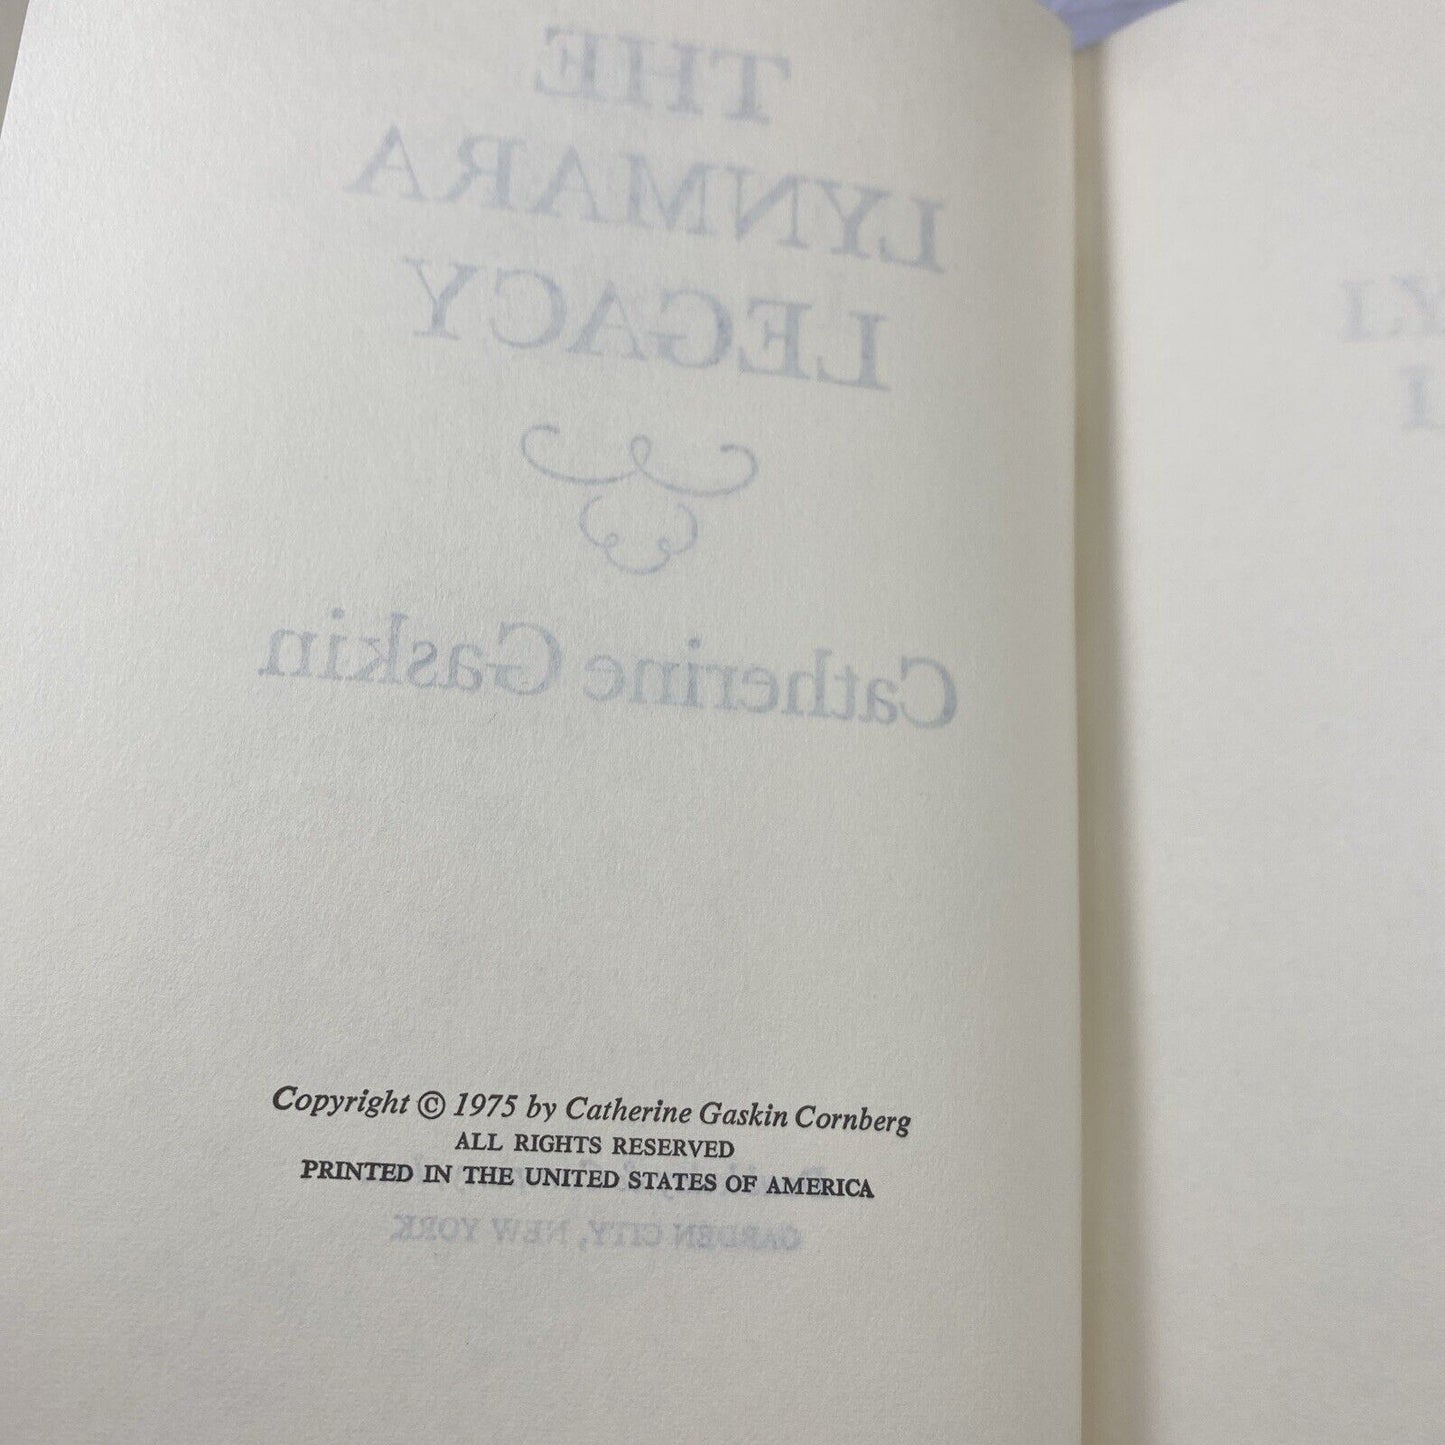 THE
LYNMARA
LEGACY
Catherine Gaskin
Copyright © 1975 by Catherine Gaskin Cornberg
ALL RIGHTS RESERVED
PRINTED IN THE UNITED STATES OF AMERICA
GARDEN CITY, NEW YORK
LY
L